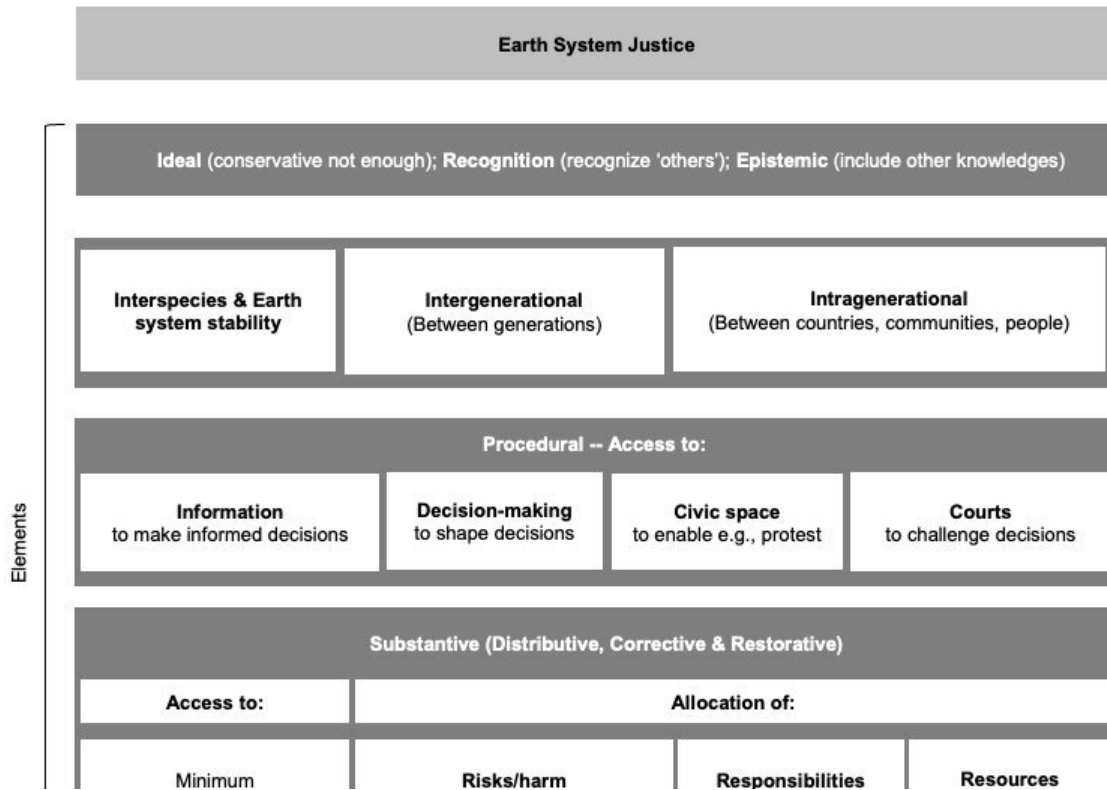 Earth System Justice
Ideal (conservative not enough); Recognition (recognize 'others'); Epistemic (include other knowledges)
Interspecies & Earth
system stability
Intergenerational
(Between generations)
Intragenerational
(Between countries, communities, people)
Elements
Procedural -- Access to:
Information
to make informed decisions
Decision-making
to shape decisions
Civic space
to enable e.g., protest
Courts
to challenge decisions
Substantive (Distributive, Corrective & Restorative)
Access to:
Allocation of:
Minimum
Risks/harm
Responsibilities
Resources